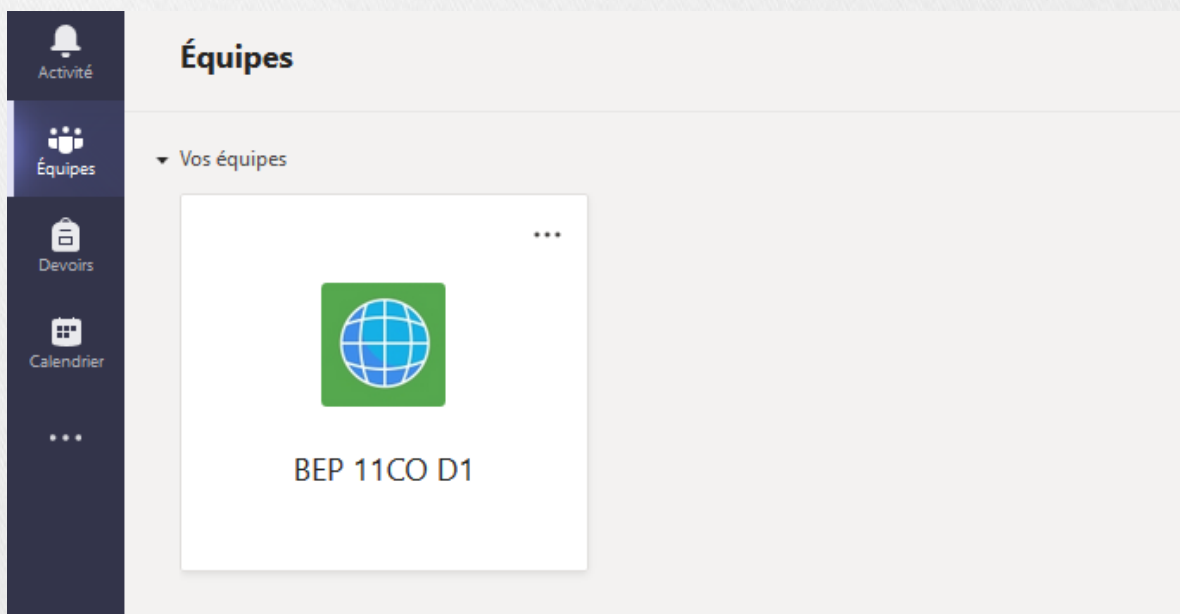 Activité
Équipes
Devoirs
Calendrier
Équipes
Vos équipes
BEP 11CO D1